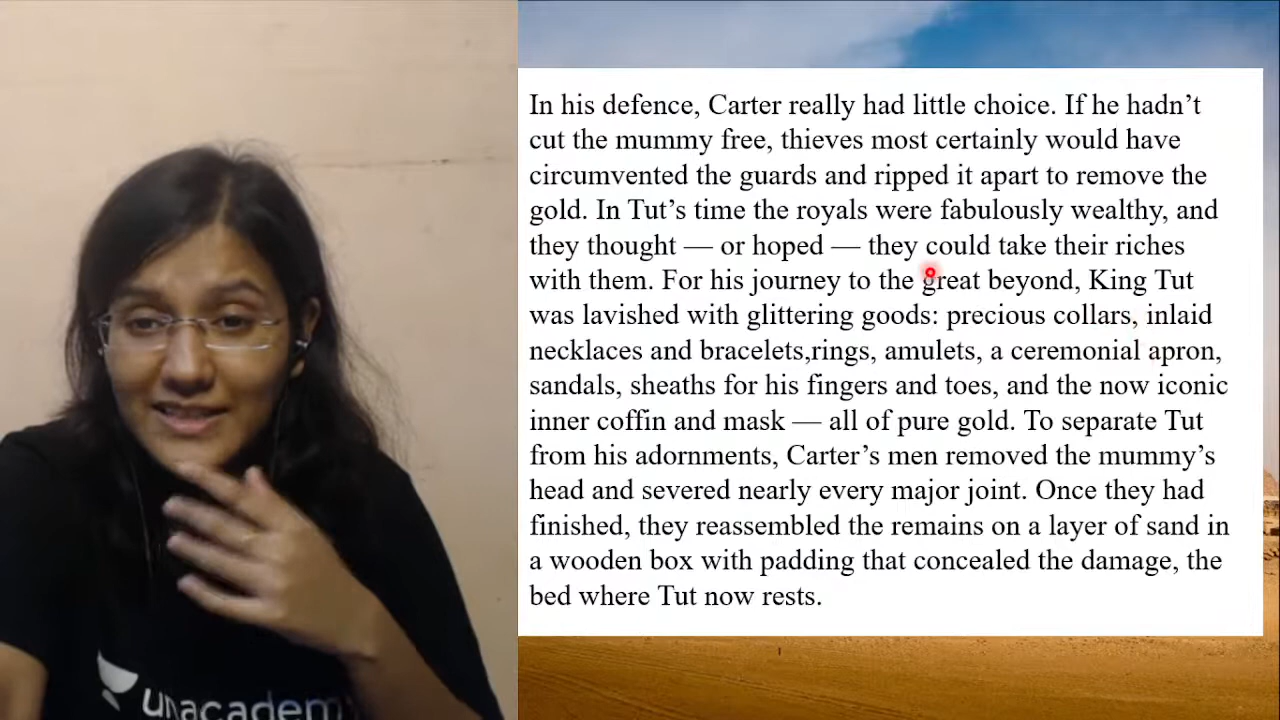 In his defence, Carter really had little choice. If he hadn’t
cut the mummy free, thieves most certainly would have
circumvented the guards and ripped it apart to remove the
gold. In Tut’s time the royals were fabulously wealthy, and
they thought — or hoped — they could take their riches
with them. For his journey to the great beyond, King Tut
was lavished with glittering goods: precious collars, inlaid
necklaces and bracelets,rings, amulets, a ceremonial apron,
sandals, sheaths for his fingers and toes, and the now iconic
inner coffin and mask — all of pure gold. To separate Tut
from his adornments, Carter’s men removed the mummy’s
head and severed nearly every major joint. Once they had
finished, they reassembled the remains on a layer of sand in
a wooden box with padding that concealed the damage, the
bed where Tut now rests.
unacademy